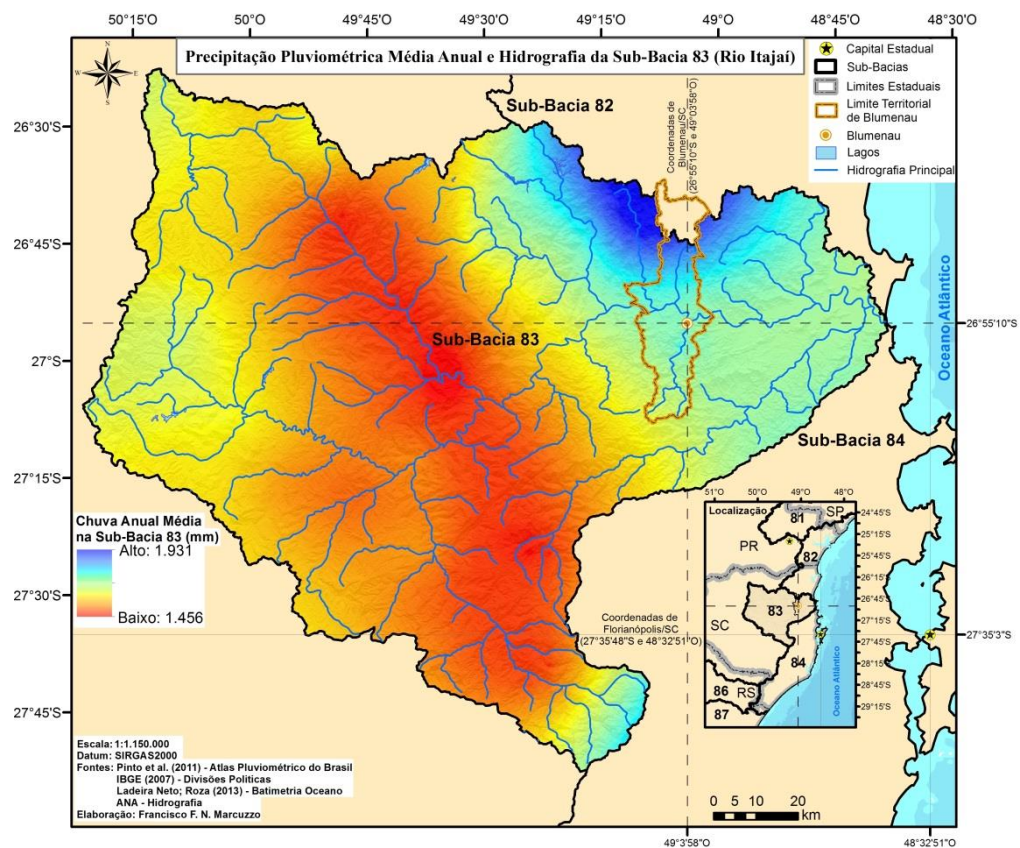 50°15'O 50°O 49°45'O 49°30'O 49°15'O 49°O 48°45'O 48°30'O
Precipitação Pluviométrica Média Anual e Hidrografia da Sub-Bacia 83 (Rio Itajaí)
N
W E
S
Capital Estadual
Sub-Bacias
Limites Estaduais
Limite Territorial
de Blumenau
Blumenau
Lagos
Hidrografia Principal
Sub-Bacia 82
Coordenadas de
Blumenau/SC
(26°55'10"S e 49°03'58"O)
26°30'S
26°45'S
27°S
27°15'S
27°30'S
27°45'S
Sub-Bacia 83
Sub-Bacia 84
Oceano Atlântico
26°55'10"S
27°35'3"S
Chuva Anual Média
na Sub-Bacia 83 (mm)
Alto: 1.931
Baixo: 1.456
Coordenadas de
Florianópolis/SC
(27°35'48"S e 48°32'51"O)
51°O 50°O 49°O 48°O
Localização
81
SP
PR
82
83
SC
84
86
RS
87
Oceano Atlântico
24°45'S
25°15'S
25°45'S
26°15'S
26°45'S
27°15'S
27°45'S
28°15'S
28°45'S
29°15'S
Escala: 1:1.150.000
Datum: SIRGAS2000
Fontes: Pinto et al. (2011) - Atlas Pluviométrico do Brasil
IBGE (2007) - Divisões Politicas
Ladeira Neto; Roza (2013) - Batimetria Oceano
ANA - Hidrografia
Elaboração: Francisco F. N. Marcuzzo
0 5 10 20
km
49°3'58"O
48°32'51"O